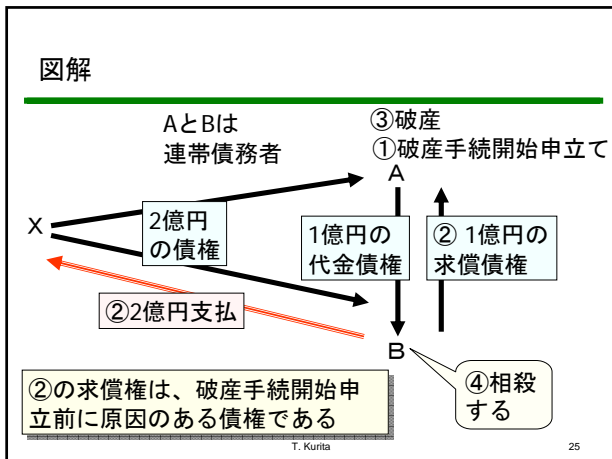 図解
AとBは
連帯債務者
③破産
①破産手続開始申立て
A
X
2億円
の債権
1億円の
代金債権
② 1億円の
求償債権
②2億円支払
B
④相殺
する
②の求償権は、破産手続開始申
立前に原因のある債権である
T. Kurita
25